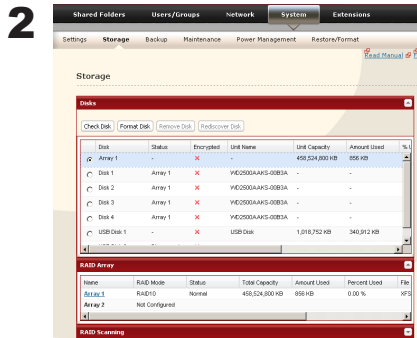 2
Shared Folders Users/Groups Network System Extensions
Settings Storage Backup Maintenance Power Management Restore/Format
Read Manual
Storage
Disks
Check Disk Format Disk Remove Disk Rediscover Disk
Disk Status Encrypted Unit Name Unit Capacity Amount Used % U
Array 1 - - 458,524,800 KB 856 KB
Disk 1 Array 1 WD2500AAKS-00B3A - -
Disk 2 Array 1 WD2500AAKS-00B3A - -
Disk 3 Array 1 WD2500AAKS-00B3A - -
Disk 4 Array 1 WD2500AAKS-00B3A - -
USB Disk 1 - USB Disk 1,018,752 KB 340,912 KB
RAID Array
Name RAID Mode Status Total Capacity Amount Used Percent Used File
Array 1 RAID10 Normal 458,524,800 KB 856 KB 0.00 % XFS
Array 2 Not Configured
RAID Scanning